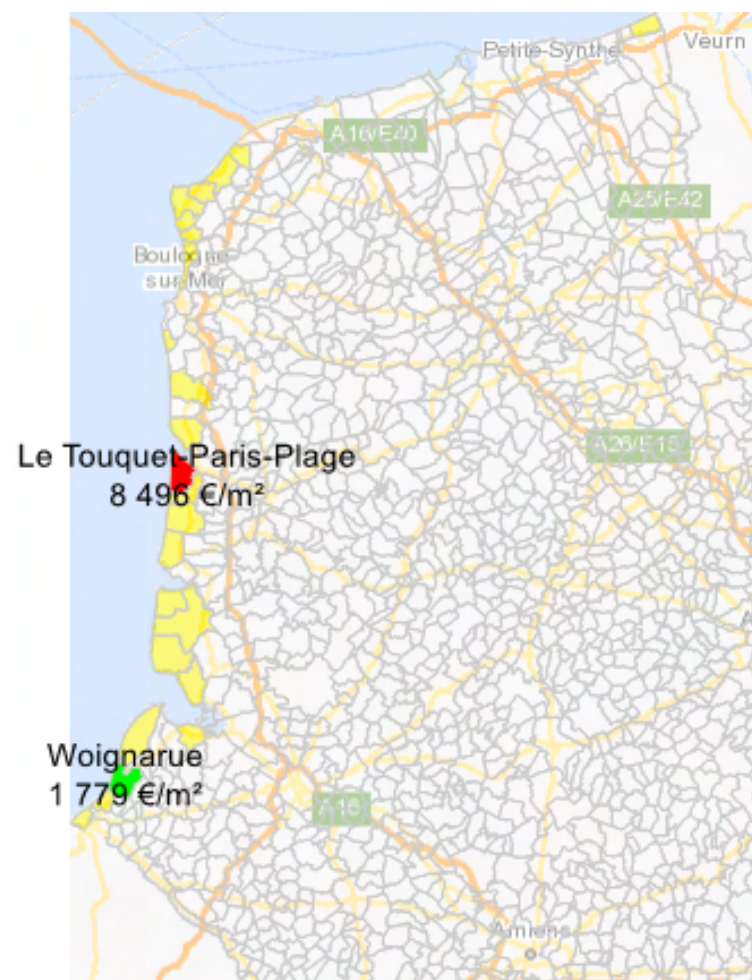 Petite-Synthe
Veurn
A16/E40
A25/E42
Boulogne-
sur-Mer
A26/E15
Le Touquet-Paris-Plage
8 496 €/m²
Woignarue
1 779 €/m²
A16
Amiens